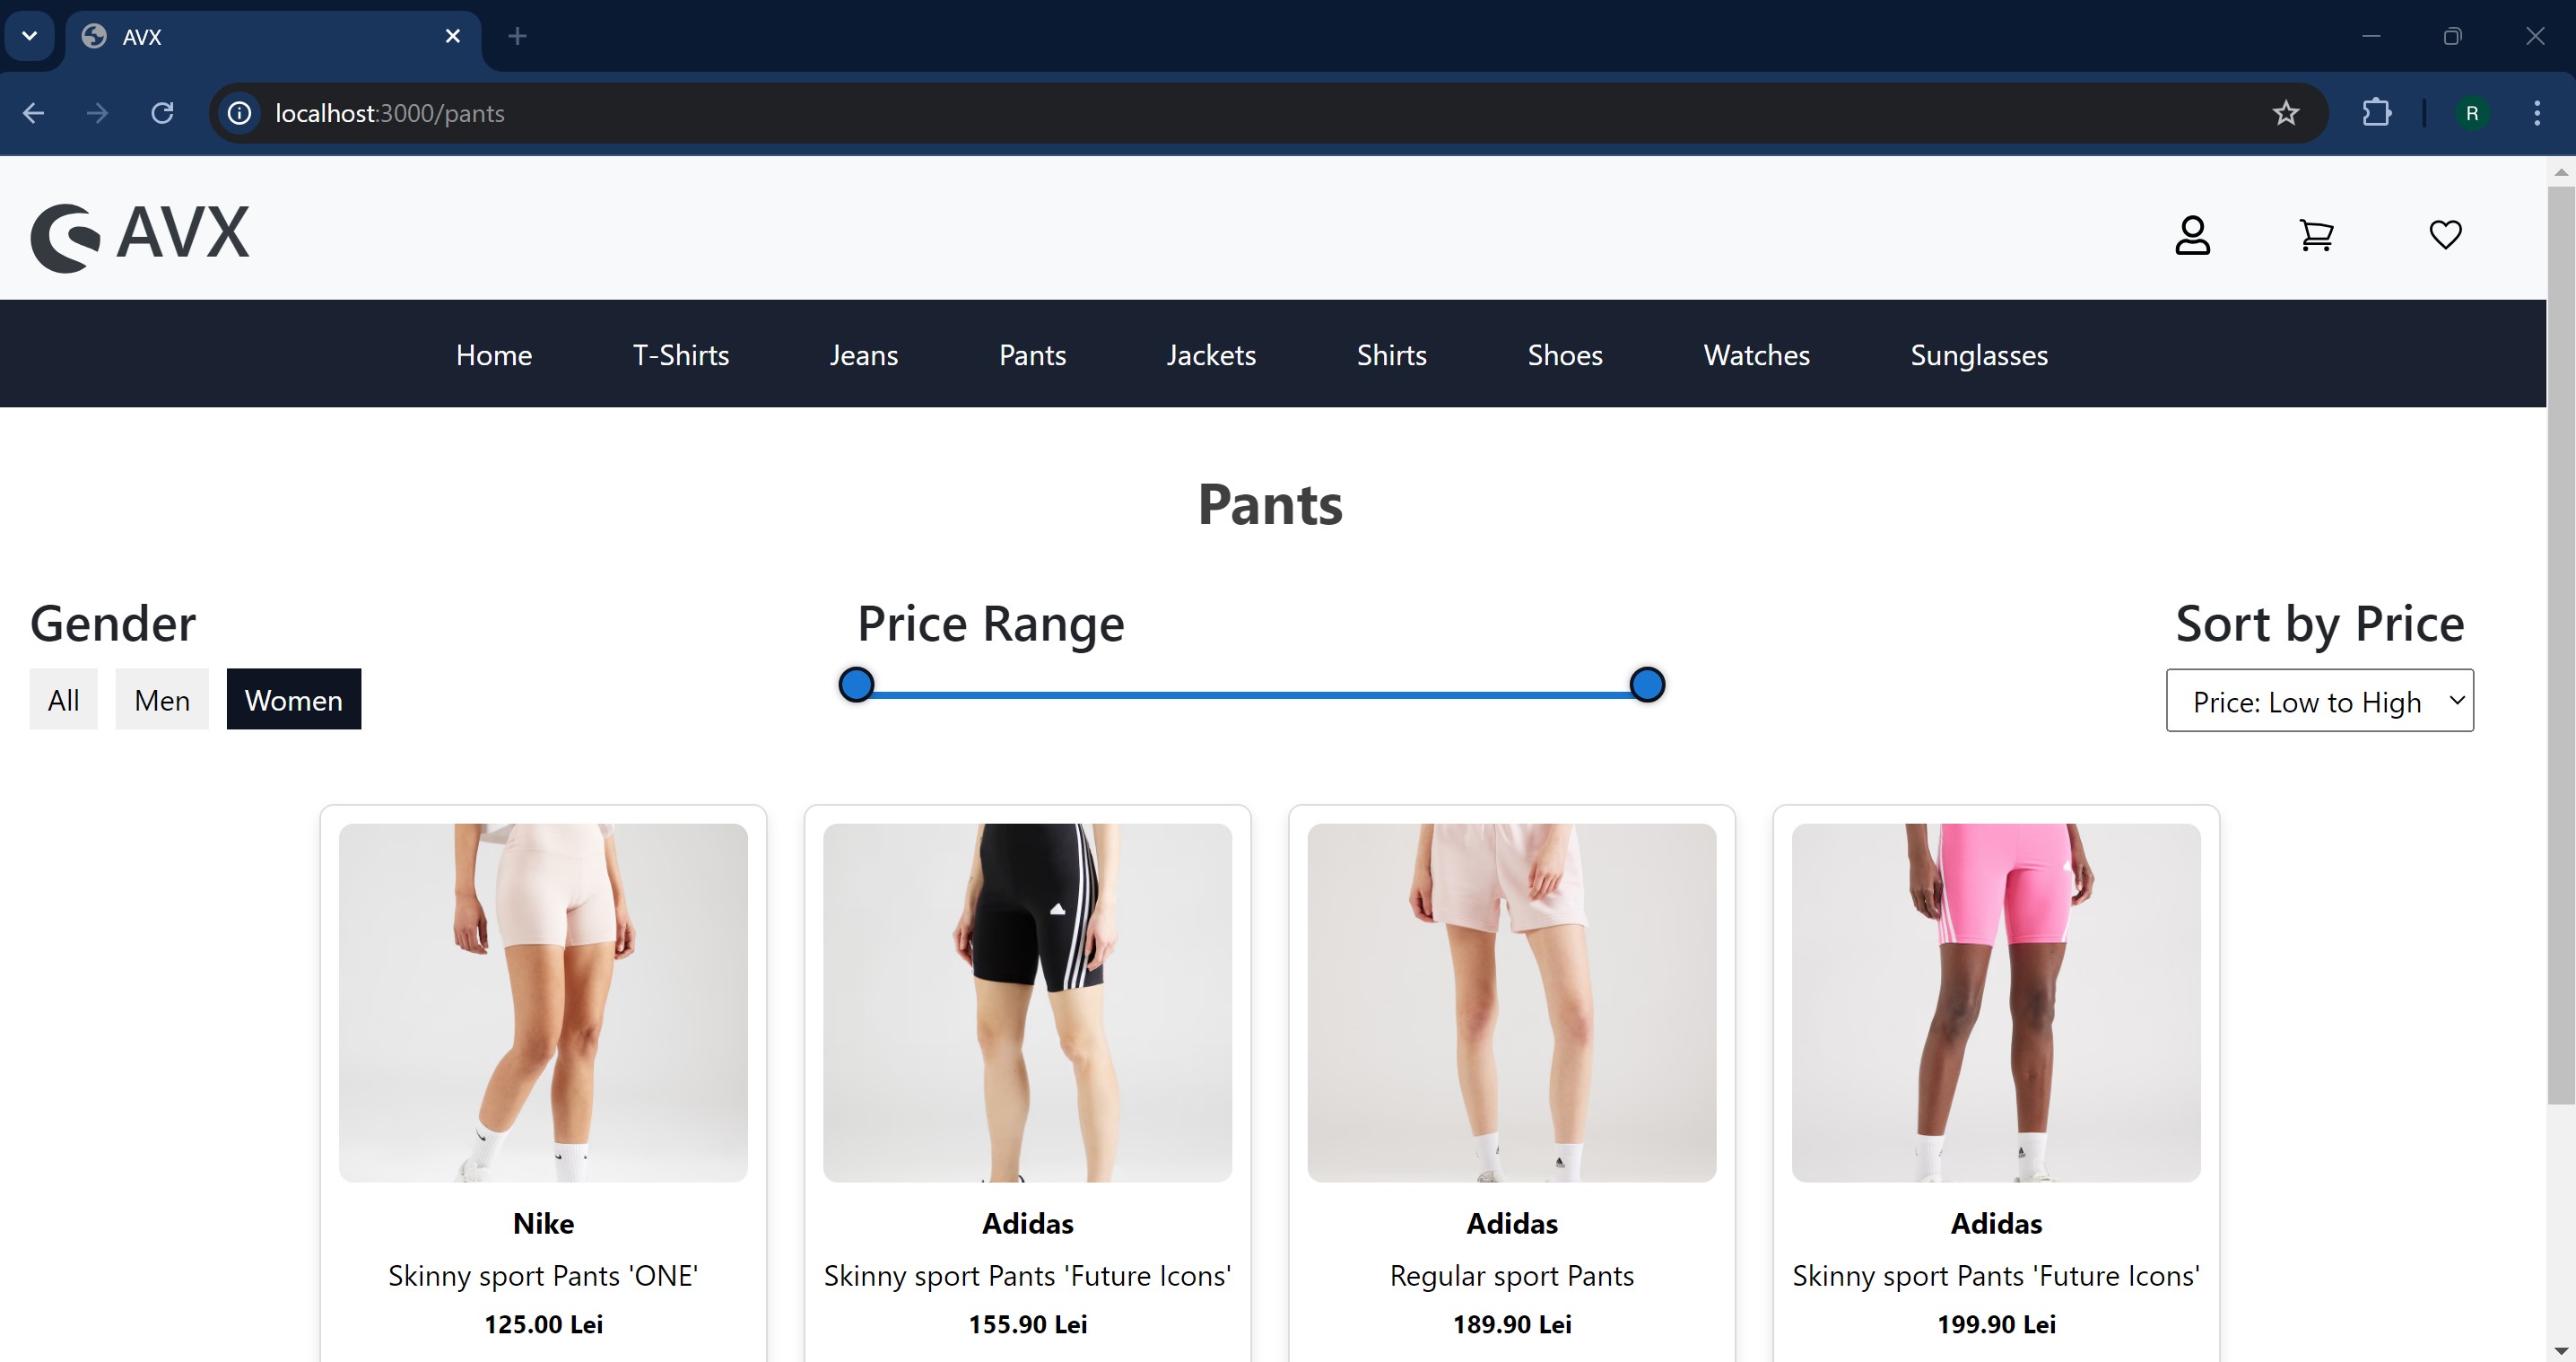 AVX
localhost:3000/pants
R
AVX
Home T-Shirts Jeans Pants Jackets Shirts Shoes Watches Sunglasses
Pants
Gender
All Men Women
Price Range
Sort by Price
Price: Low to High
Nike
Skinny sport Pants 'ONE'
125.00 Lei
Adidas
Skinny sport Pants 'Future Icons'
155.90 Lei
Adidas
Regular sport Pants
189.90 Lei
Adidas
Skinny sport Pants 'Future Icons'
199.90 Lei